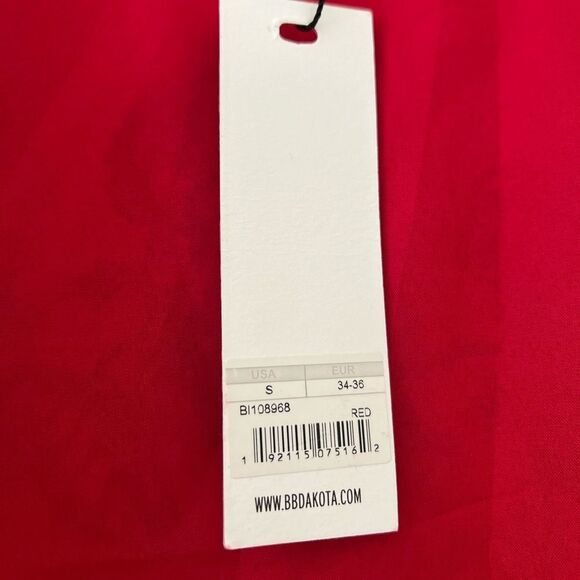 USA EUR
S 34-36
BI108968 RED
1 92115 07516 2
WWW.BBDAKOTA.COM